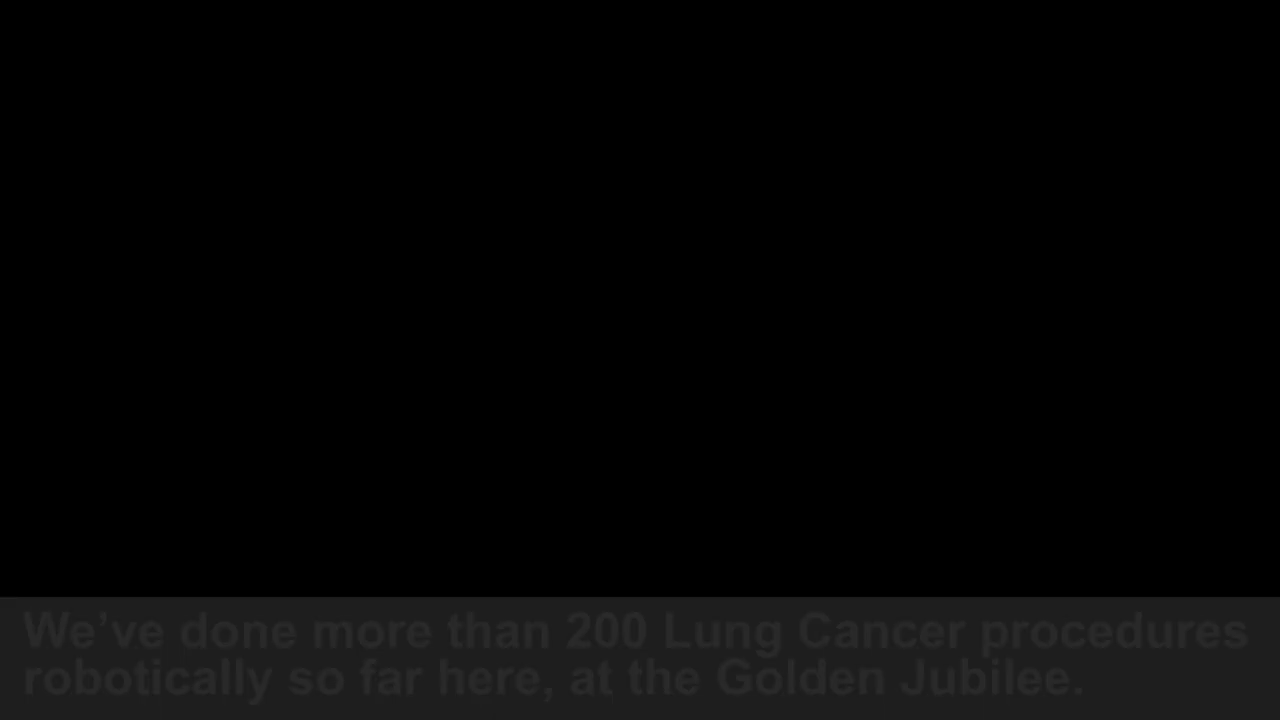 We’ve done more than 200 Lung Cancer procedures
robotically so far here, at the Golden Jubilee.